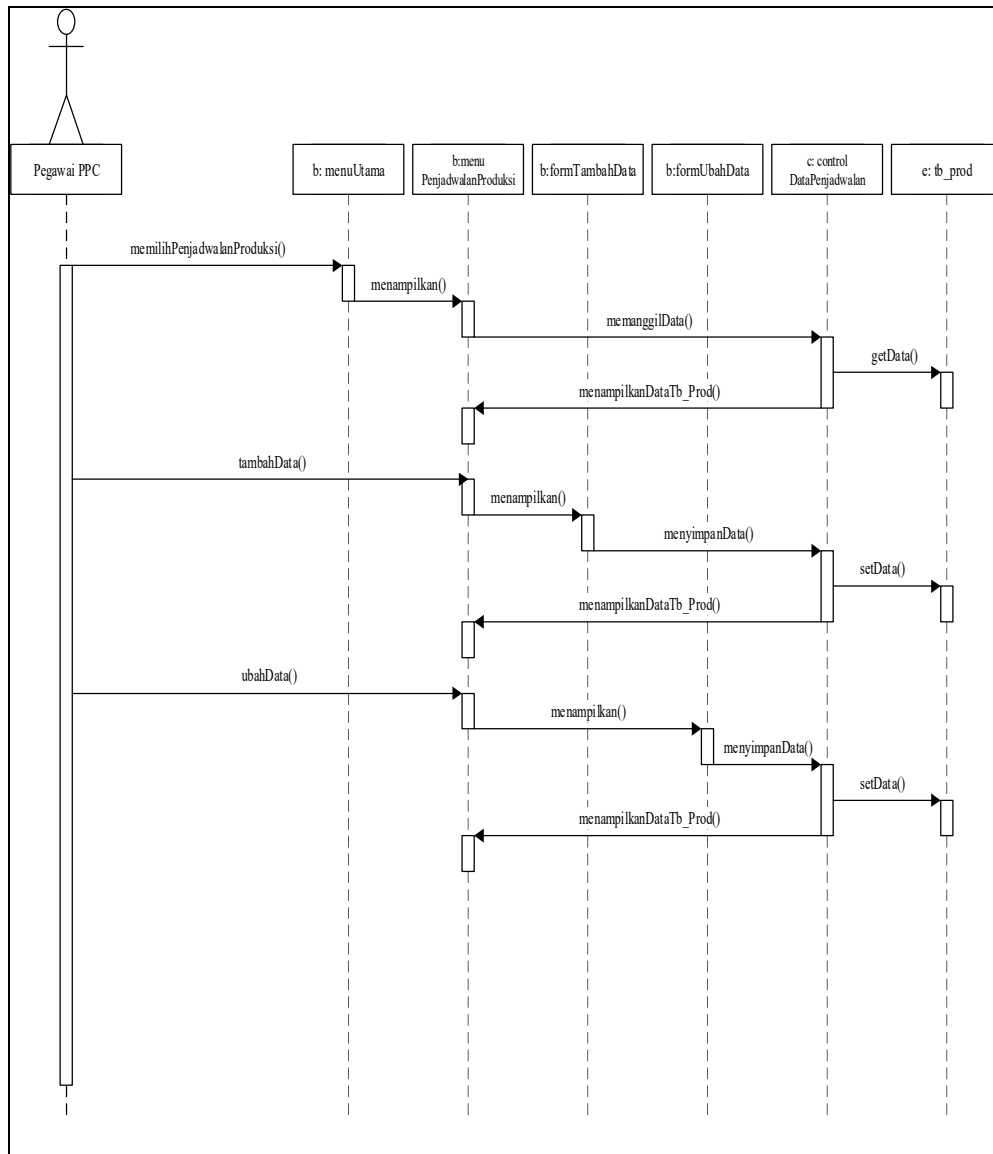 Pegawai PPC
b: menuUtama
b:menu
PenjadwalanProduksi
b:formTambahData
b:formUbahData
c: control
DataPenjadwalan
e: tb_prod
memilihPenjadwalanProduksi()
menampilkan()
memanggilData()
getData()
menampilkanDataTb_Prod()
tambahData()
menampilkan()
menyimpanData()
setData()
menampilkanDataTb_Prod()
ubahData()
menampilkan()
menyimpanData()
setData()
menampilkanDataTb_Prod()